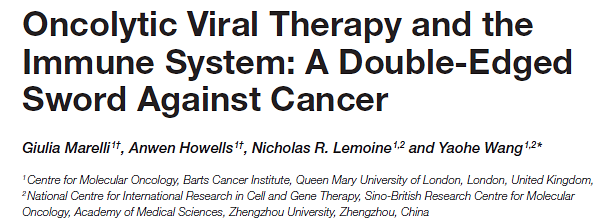 Oncolytic Viral Therapy and the
Immune System: A Double-Edged
Sword Against Cancer
Giulia Marelli1†, Anwen Howells1†, Nicholas R. Lemoine1,2 and Yaohe Wang1,2*
1 Centre for Molecular Oncology, Barts Cancer Institute, Queen Mary University of London, London, United Kingdom,
2 National Centre for International Research in Cell and Gene Therapy, Sino-British Research Centre for Molecular
Oncology, Academy of Medical Sciences, Zhengzhou University, Zhengzhou, China